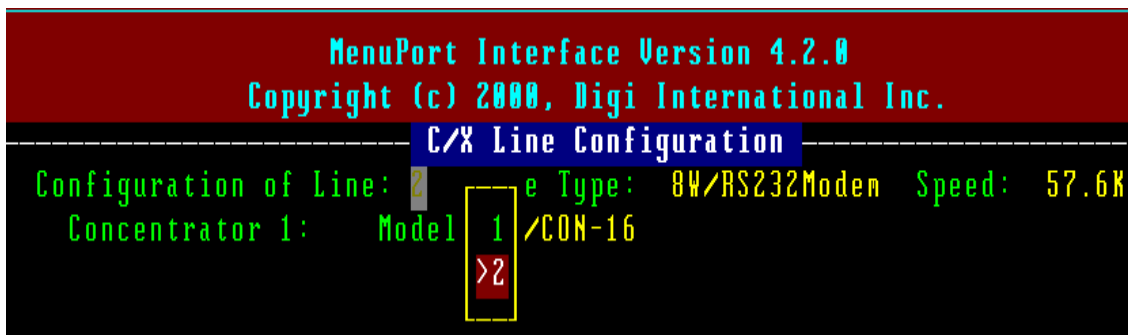 MenuPort Interface Version 4.2.0
Copyright (c) 2000, Digi International Inc.
C/X Line Configuration
Configuration of Line: 2 e Type: 8W/RS232Modem Speed: 57.6K
Concentrator 1: Model 1 /CON-16
>2